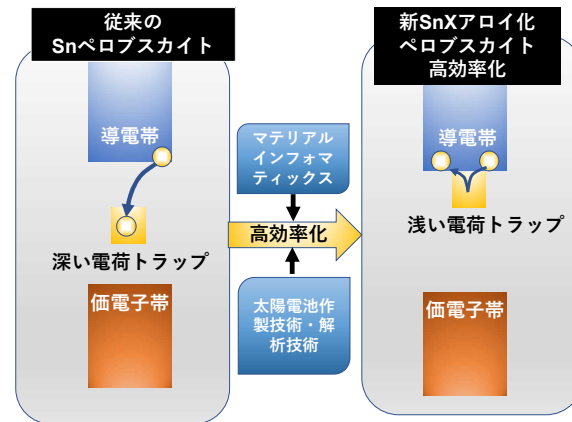 従来の
Snペロブスカイト
導電帯
深い電荷トラップ
価電子帯
マテリアル
インフォマ
ティックス
高効率化
太陽電池作
製技術・解
析技術
新SnXアロイ化
ペロブスカイト
高効率化
導電帯
浅い電荷トラップ
価電子帯